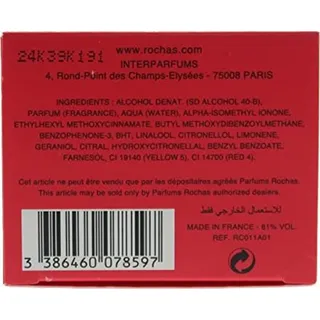 24K39K191
www.rochas.com
INTERPARFUMS
4, Rond-Point des Champs-Elysées - 75008 PARIS
INGREDIENTS : ALCOHOL DENAT. (SD ALCOHOL 40-B),
PARFUM (FRAGRANCE), AQUA (WATER), ALPHA-ISOMETHYL IONONE,
ETHYLHEXYL METHOXYCINNAMATE, BUTYL METHOXYDIBENZOYLMETHANE,
BENZOPHENONE-3, BHT, LINALOOL, CITRONELLOL, LIMONENE,
GERANIOL, CITRAL, HYDROXYCITRONELLAL, BENZYL BENZOATE,
FARNESOL, CI 19140 (YELLOW 5), CI 14700 (RED 4).
Cet article ne peut être vendu que par les dépositaires agréés Parfums Rochas.
This article may be sold only by Parfums Rochas authorized dealers.
للاستعمال الخارجي فقط
MADE IN FRANCE - 61% VOL.
REF. RC011A01
3 386460 078597